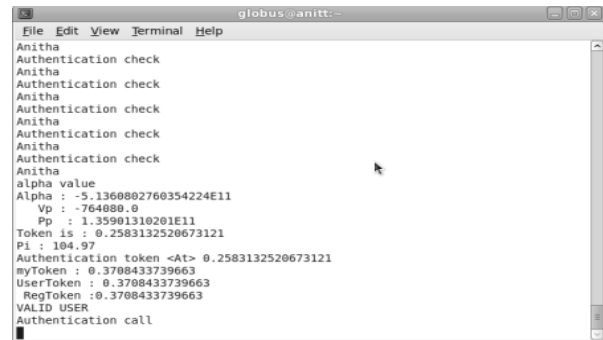 globus@anitt:~
File Edit View Terminal Help
Anitha
Authentication check
Anitha
Authentication check
Anitha
Authentication check
Anitha
Authentication check
Anitha
Authentication check
Anitha
alpha value
Alpha : -5.1360802760354224E11
Vp : -764080.0
Pp : 1.35901310201E11
Token is : 0.2583132520673121
Pi : 104.97
Authentication token <At> 0.2583132520673121
myToken : 0.3708433739663
UserToken : 0.3708433739663
RegToken :0.3708433739663
VALID USER
Authentication call